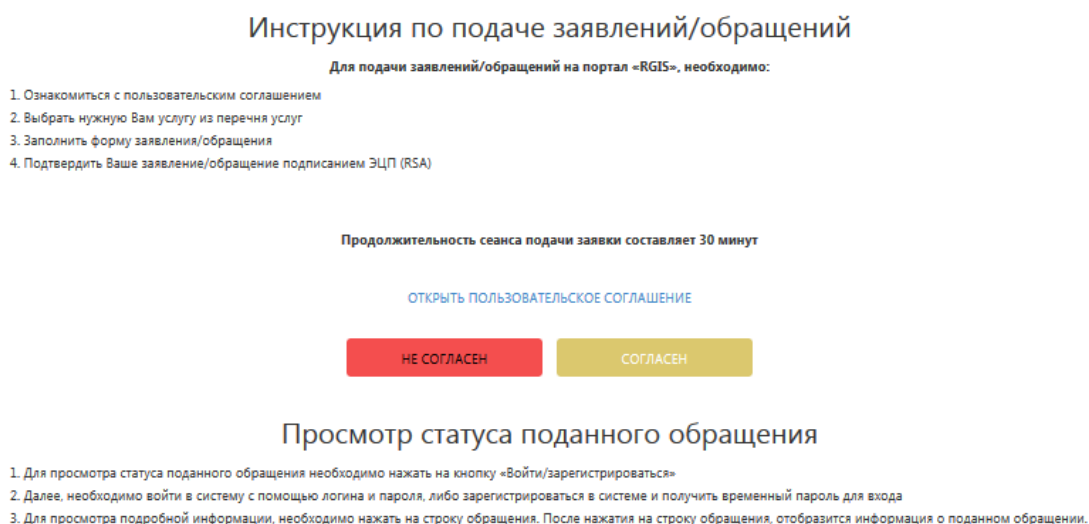 Инструкция по подаче заявлений/обращений
Для подачи заявлений/обращений на портал «RGIS», необходимо:
1. Ознакомиться с пользовательским соглашением
2. Выбрать нужную Вам услугу из перечня услуг
3. Заполнить форму заявления/обращения
4. Подтвердить Ваше заявление/обращение подписанием ЭЦП (RSA)
Продолжительность сеанса подачи заявки составляет 30 минут
ОТКРЫТЬ ПОЛЬЗОВАТЕЛЬСКОЕ СОГЛАШЕНИЕ
НЕ СОГЛАСЕН СОГЛАСЕН
Просмотр статуса поданного обращения
1. Для просмотра статуса поданного обращения необходимо нажать на кнопку «Войти/зарегистрироваться»
2. Далее, необходимо войти в систему с помощью логина и пароля, либо зарегистрироваться в системе и получить временный пароль для входа
3. Для просмотра подробной информации, необходимо нажать на строку обращения. После нажатия на строку обращения, отобразится информация о поданном обращении.